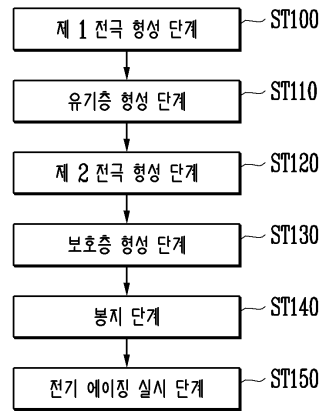 제 1 전극 형성 단계 ST100
유기층 형성 단계 ST110
제 2 전극 형성 단계 ST120
보호층 형성 단계 ST130
봉지 단계 ST140
전기 에이징 실시 단계 ST150